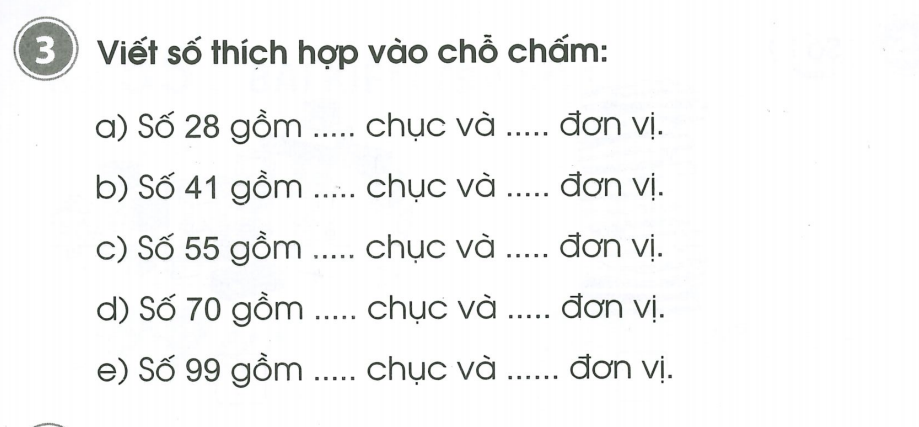 3 Viết số thích hợp vào chỗ chấm:
a) Số 28 gồm ..... chục và ..... đơn vị.
b) Số 41 gồm ..... chục và ..... đơn vị.
c) Số 55 gồm ..... chục và ..... đơn vị.
d) Số 70 gồm ..... chục và ..... đơn vị.
e) Số 99 gồm ..... chục và ...... đơn vị.